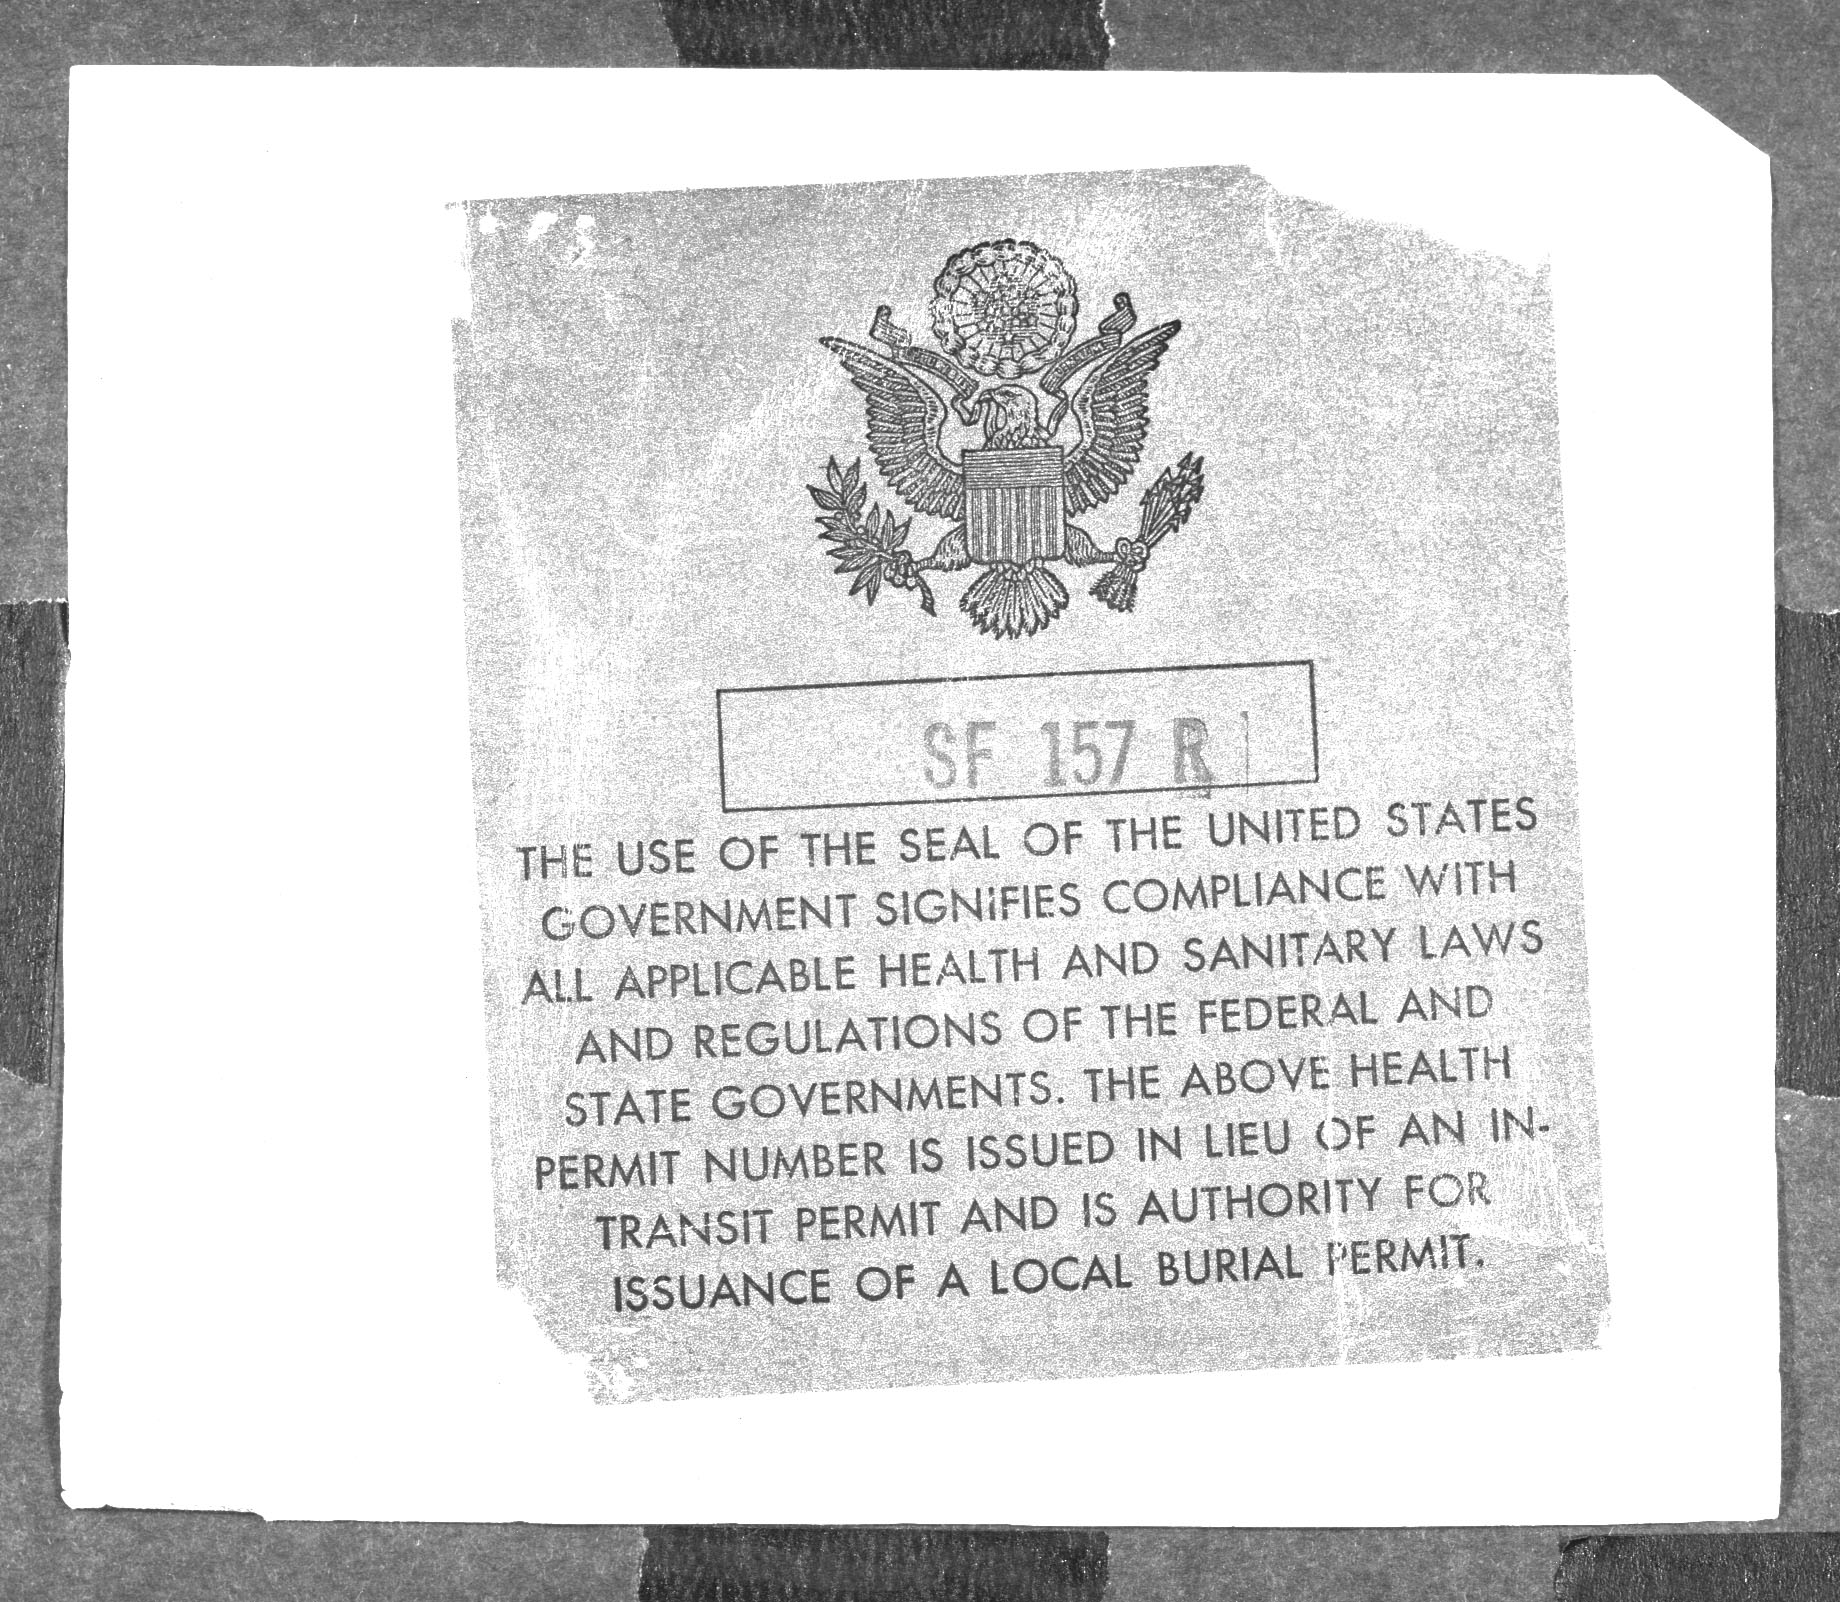 SF 157 R
THE USE OF THE SEAL OF THE UNITED STATES
GOVERNMENT SIGNIFIES COMPLIANCE WITH
ALL APPLICABLE HEALTH AND SANITARY LAWS
AND REGULATIONS OF THE FEDERAL AND
STATE GOVERNMENTS. THE ABOVE HEALTH
PERMIT NUMBER IS ISSUED IN LIEU OF AN IN-
TRANSIT PERMIT AND IS AUTHORITY FOR
ISSUANCE OF A LOCAL BURIAL PERMIT.